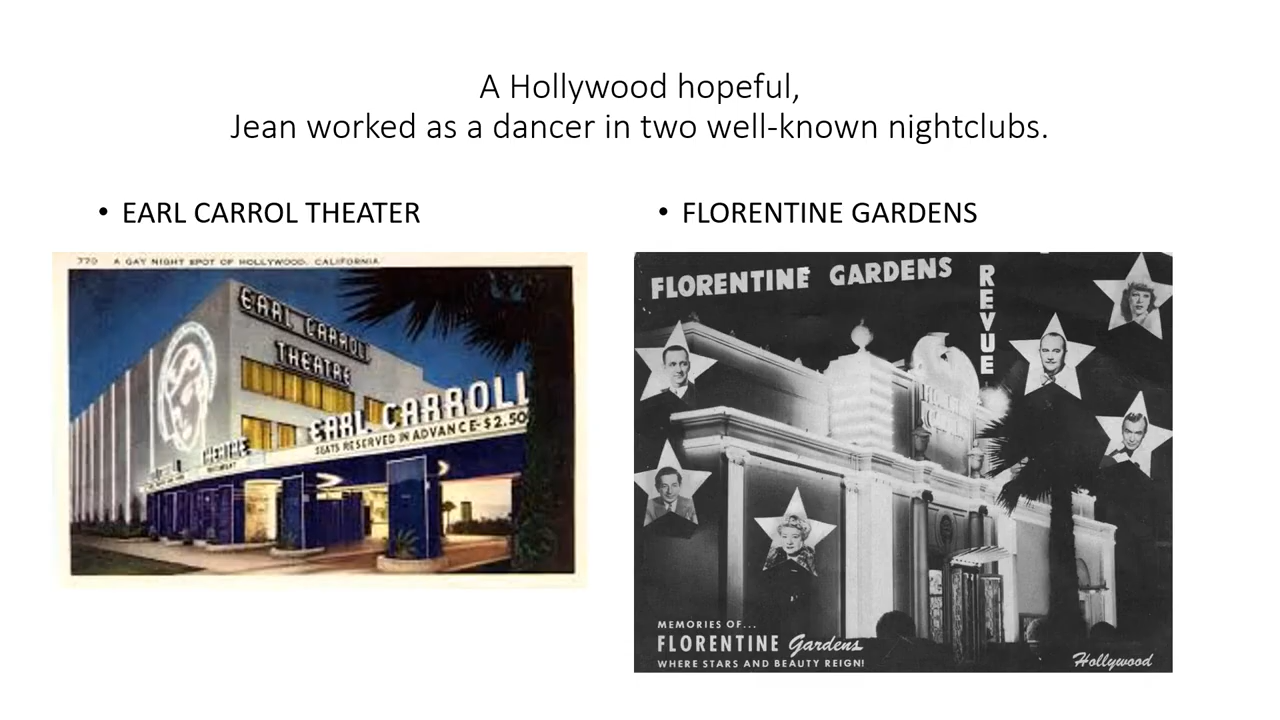 A Hollywood hopeful,
Jean worked as a dancer in two well-known nightclubs.
• EARL CARROL THEATER
• FLORENTINE GARDENS
770 A GAY NIGHT SPOT OF HOLLYWOOD, CALIFORNIA
EARL CARROLL
THEATRE
EARL CARROLL
SEATS RESERVED IN ADVANCE-$2.50
THEATRE
FLORENTINE GARDENS
REVUE
MEMORIES OF...
FLORENTINE Gardens
WHERE STARS AND BEAUTY REIGN!
Hollywood